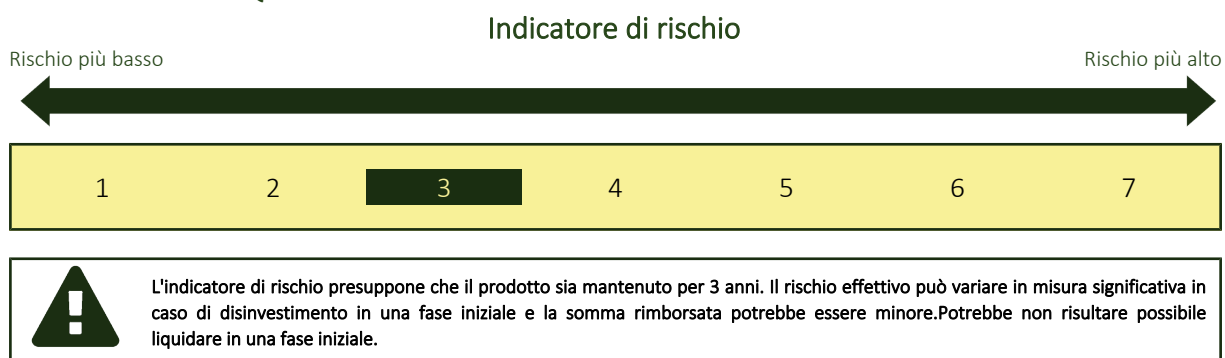 Indicatore di rischio
Rischio più basso Rischio più alto
1 2 3 4 5 6 7
L'indicatore di rischio presuppone che il prodotto sia mantenuto per 3 anni. Il rischio effettivo può variare in misura significativa in
caso di disinvestimento in una fase iniziale e la somma rimborsata potrebbe essere minore.Potrebbe non risultare possibile
liquidare in una fase iniziale.